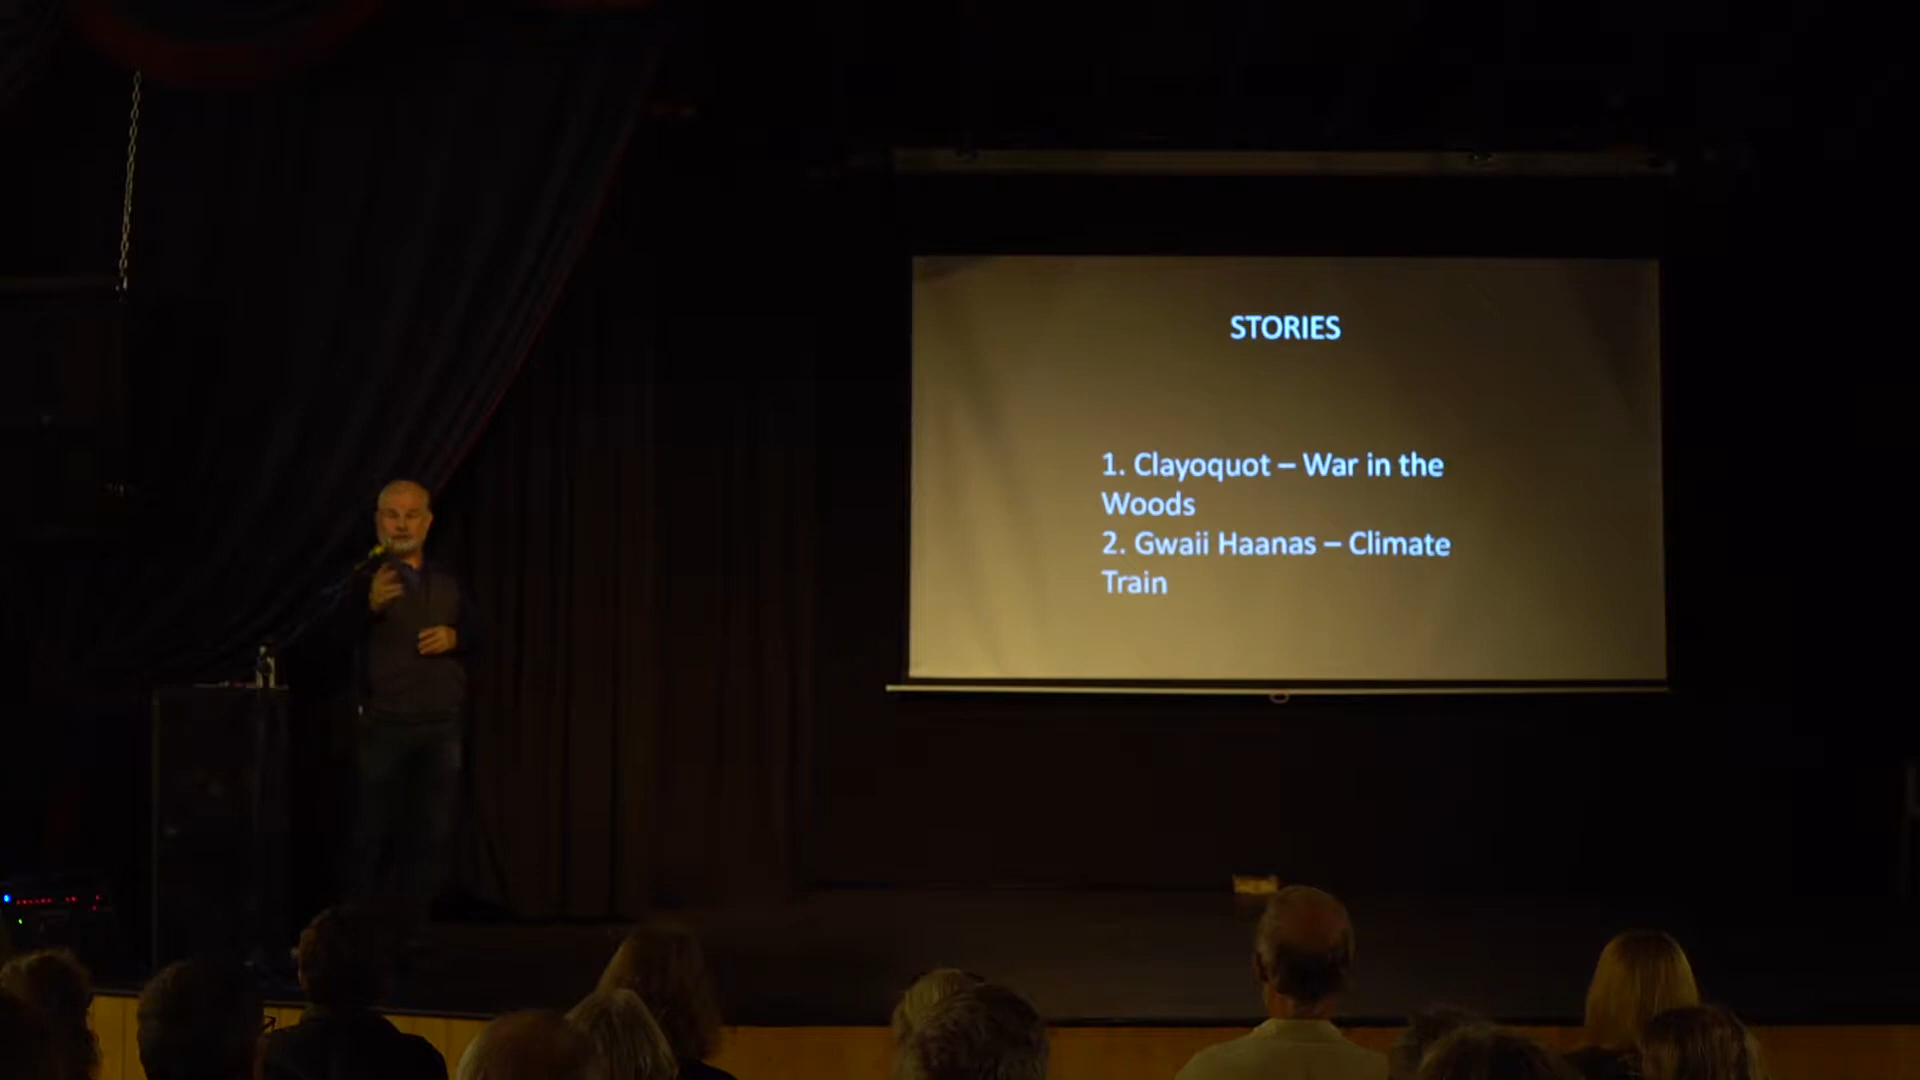 STORIES
1. Clayoquot – War in the
Woods
2. Gwaii Haanas – Climate
Train